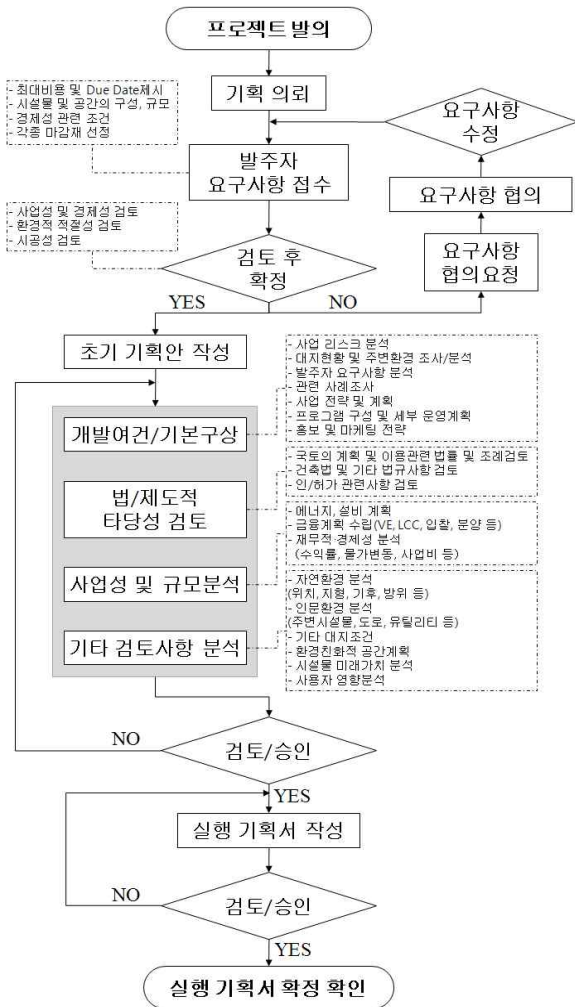 프로젝트 발의
- 최대비용 및 Due Date제시
- 시설물 및 공간의 구성, 규모
- 경제성 관련 조건
- 각종 마감재 선정
기획 의뢰
요구사항
수정
발주자
요구사항 접수
요구사항 협의
- 사업성 및 경제성 검토
- 환경적 적절성 검토
- 시공성 검토
검토 후
확정
요구사항
협의요청
YES
NO
초기 기획안 작성
- 사업 리스크 분석
- 대지현황 및 주변환경 조사/분석
- 발주자 요구사항 분석
- 관련 사례조사
- 사업 전략 및 계획
- 프로그램 구성 및 세부 운영계획
- 홍보 및 마케팅 전략
개발여건/기본구상
- 국토의 계획 및 이용관련 법률 및 조례검토
- 건축법 및 기타 법규사항 검토
- 인/허가 관련사항 검토
법/제도적
타당성 검토
- 에너지, 설비 계획
- 금융계획 수립(VE, LCC, 입찰, 분양 등)
- 재무적·경제성 분석
(수익률, 물가변동, 사업비 등)
사업성 및 규모분석
- 자연환경 분석
(위치, 지형, 기후, 방위 등)
- 인문환경 분석
(주변시설물, 도로, 유틸리티 등)
- 기타 대지조건
- 환경친화적 공간계획
- 시설물 미래가치 분석
- 사용자 영향분석
기타 검토사항 분석
NO
검토/승인
YES
실행 기획서 작성
NO
검토/승인
YES
실행 기획서 확정 확인